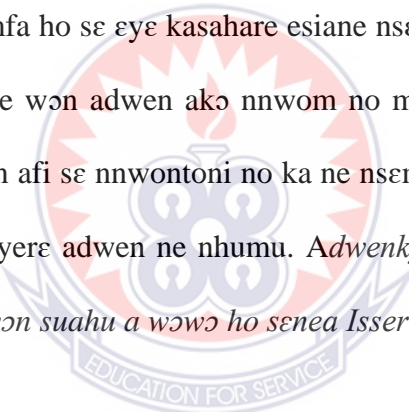 nfa ho sɛ ɛyɛ kasahare esiane nsɛ
e wɔn adwen akɔ nnwom no m
n afi sɛ nnwontoni no ka ne nsɛn
yerɛ adwen ne nhumu. Adwenk
ɔn suahu a wɔwɔ ho sɛnea Isser
EDUCATION FOR SERVICE